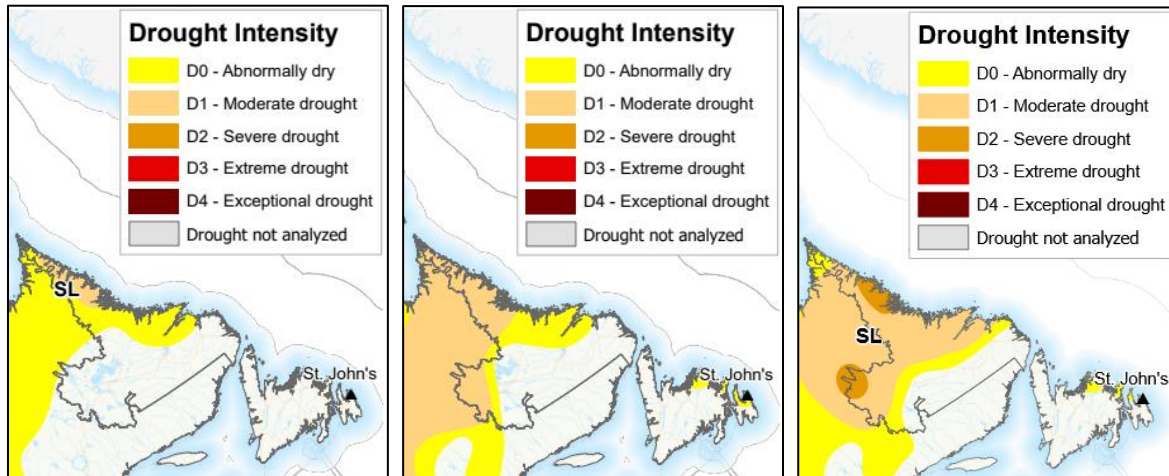 Drought Intensity
D0 - Abnormally dry
D1 - Moderate drought
D2 - Severe drought
D3 - Extreme drought
D4 - Exceptional drought
Drought not analyzed
SL
St. John's
Drought Intensity
D0 - Abnormally dry
D1 - Moderate drought
D2 - Severe drought
D3 - Extreme drought
D4 - Exceptional drought
Drought not analyzed
St. John's
Drought Intensity
D0 - Abnormally dry
D1 - Moderate drought
D2 - Severe drought
D3 - Extreme drought
D4 - Exceptional drought
Drought not analyzed
SL
St. John's